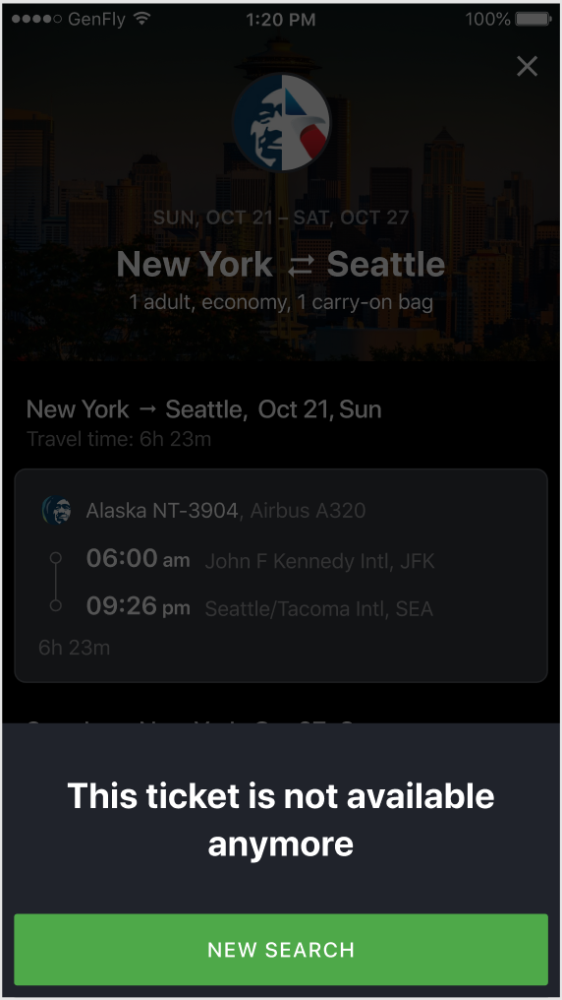 GenFly 1:20 PM 100%
SUN, OCT 21 – SAT, OCT 27
New York ⇄ Seattle
1 adult, economy, 1 carry-on bag
New York → Seattle, Oct 21, Sun
Travel time: 6h 23m
Alaska NT-3904, Airbus A320
06:00 am John F Kennedy Intl, JFK
09:26 pm Seattle/Tacoma Intl, SEA
6h 23m
This ticket is not available
anymore
NEW SEARCH